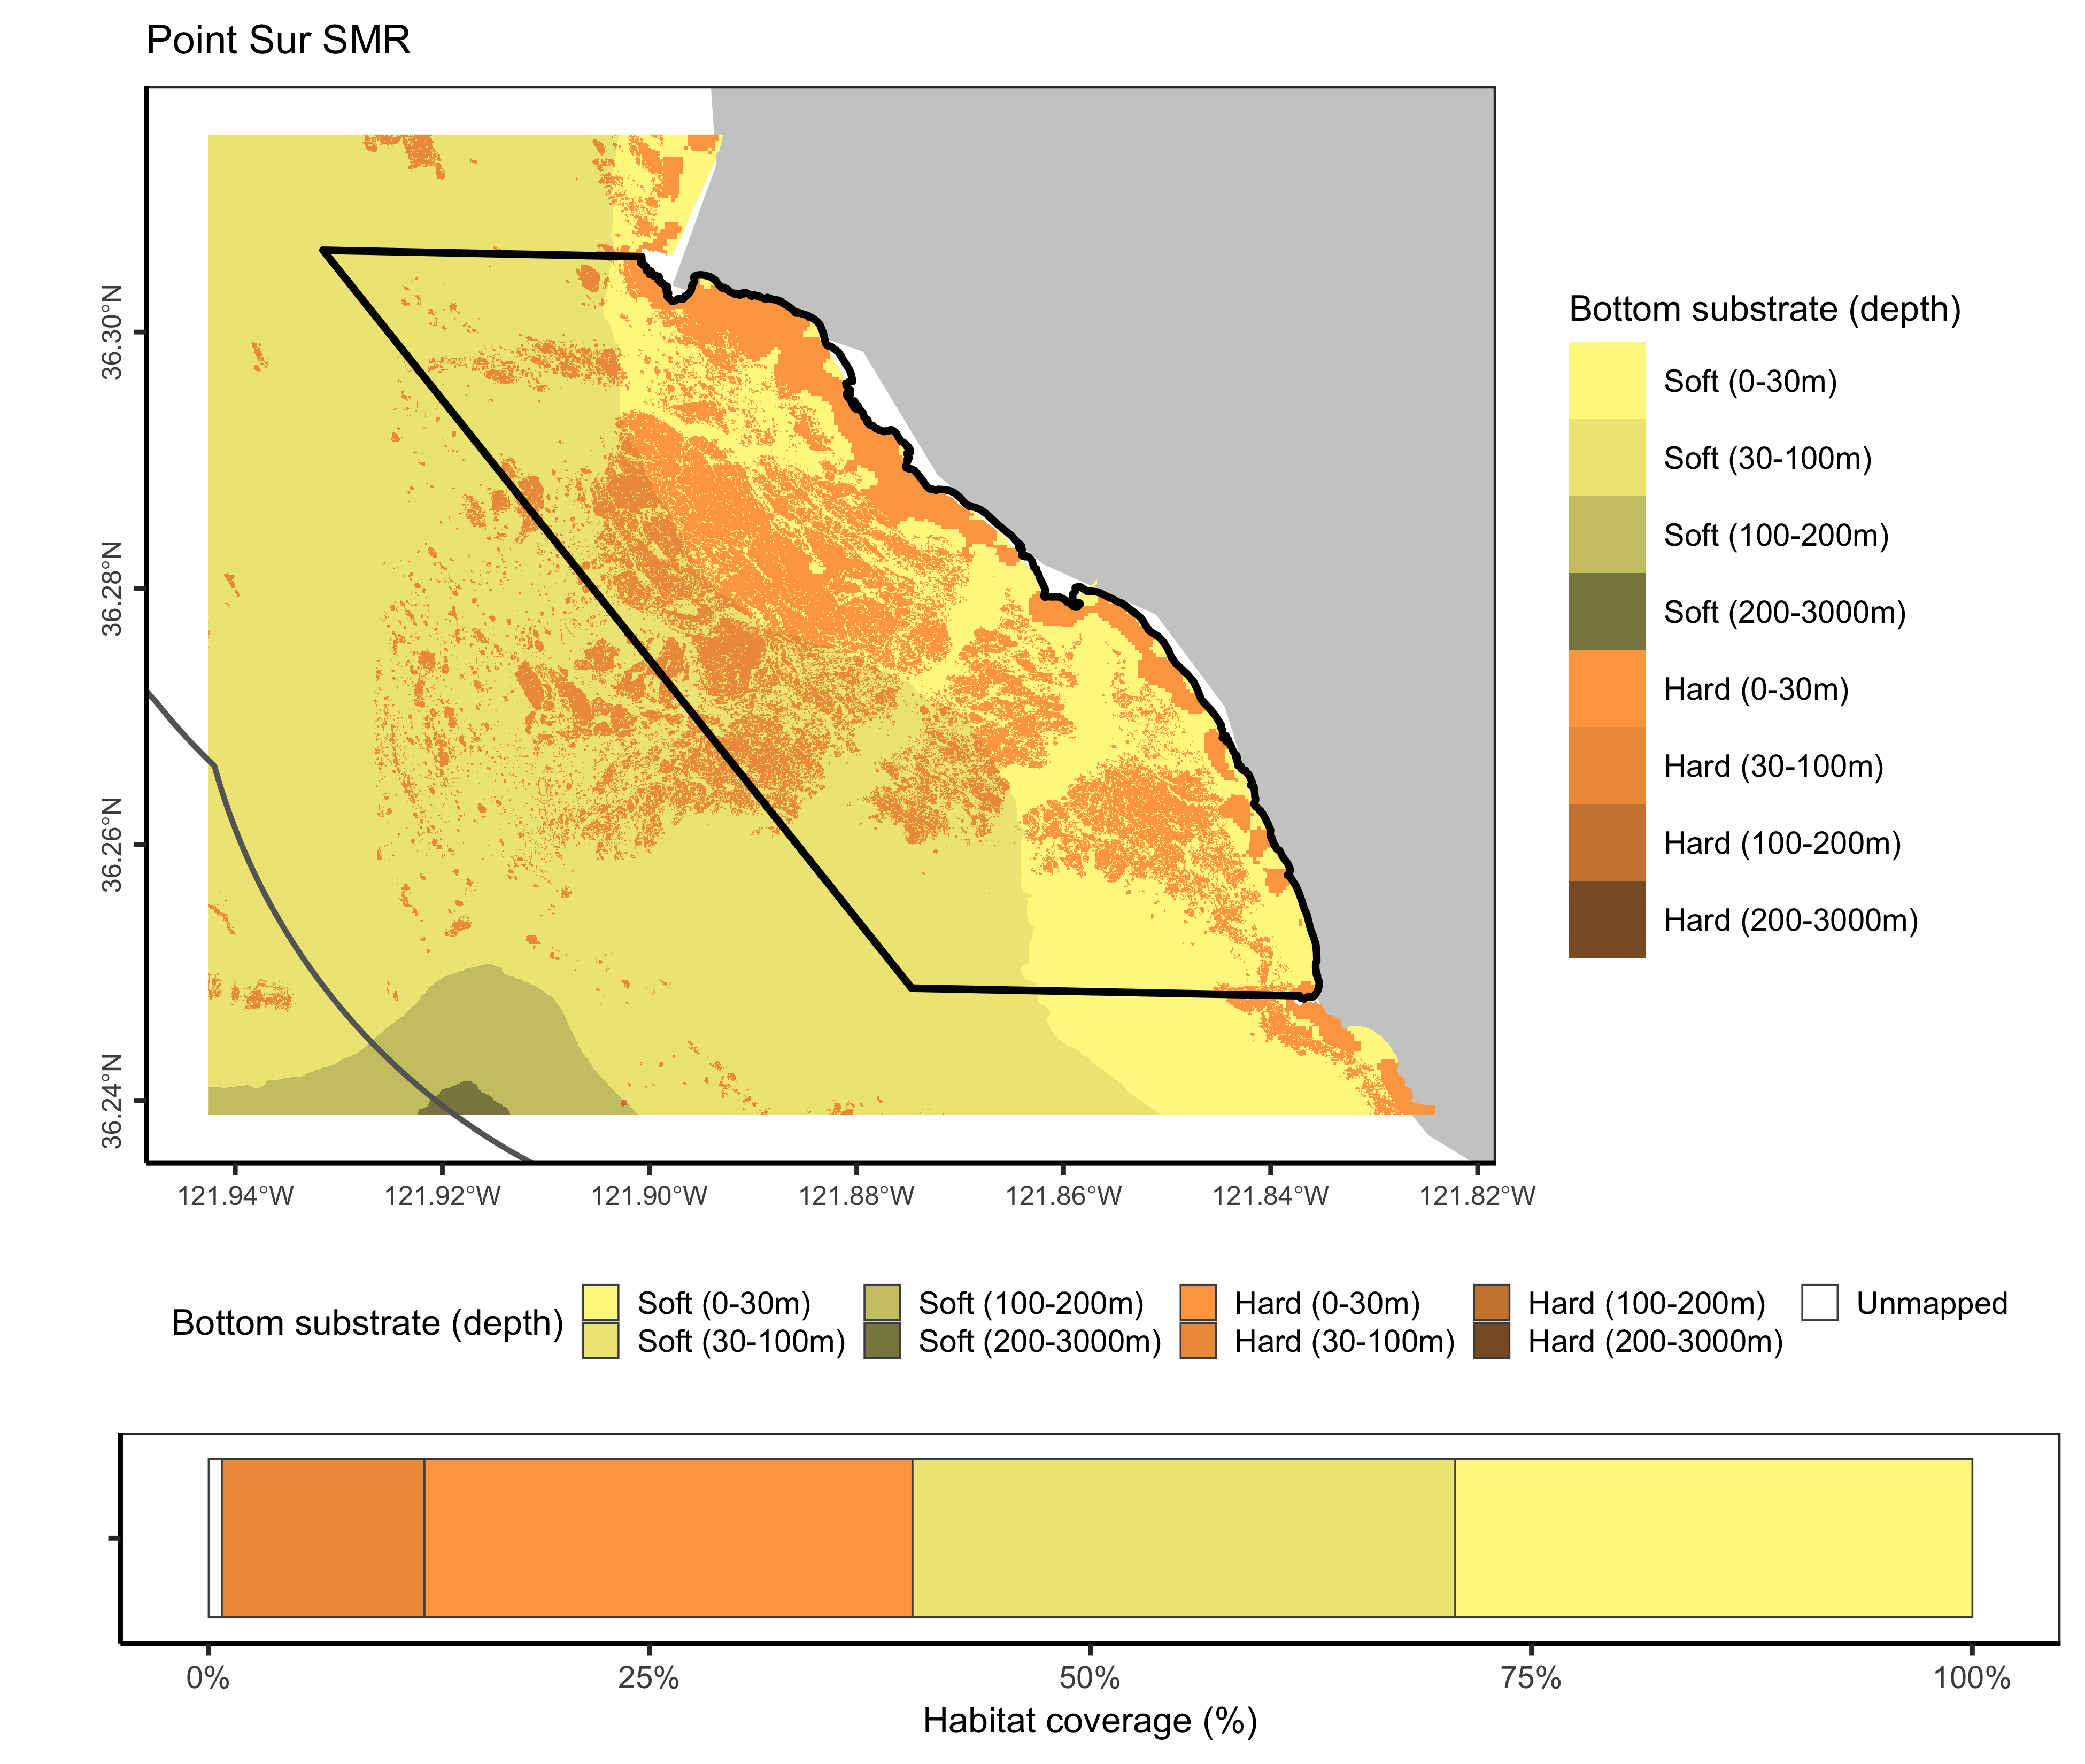 Point Sur SMR
36.30°N
36.28°N
36.26°N
36.24°N
121.94°W
121.92°W
121.90°W
121.88°W
121.86°W
121.84°W
121.82°W
Bottom substrate (depth)
Soft (0-30m)
Soft (30-100m)
Soft (100-200m)
Soft (200-3000m)
Hard (0-30m)
Hard (30-100m)
Hard (100-200m)
Hard (200-3000m)
Bottom substrate (depth)
Soft (0-30m)
Soft (30-100m)
Soft (100-200m)
Soft (200-3000m)
Hard (0-30m)
Hard (30-100m)
Hard (100-200m)
Hard (200-3000m)
Unmapped
0%
25%
50%
75%
100%
Habitat coverage (%)